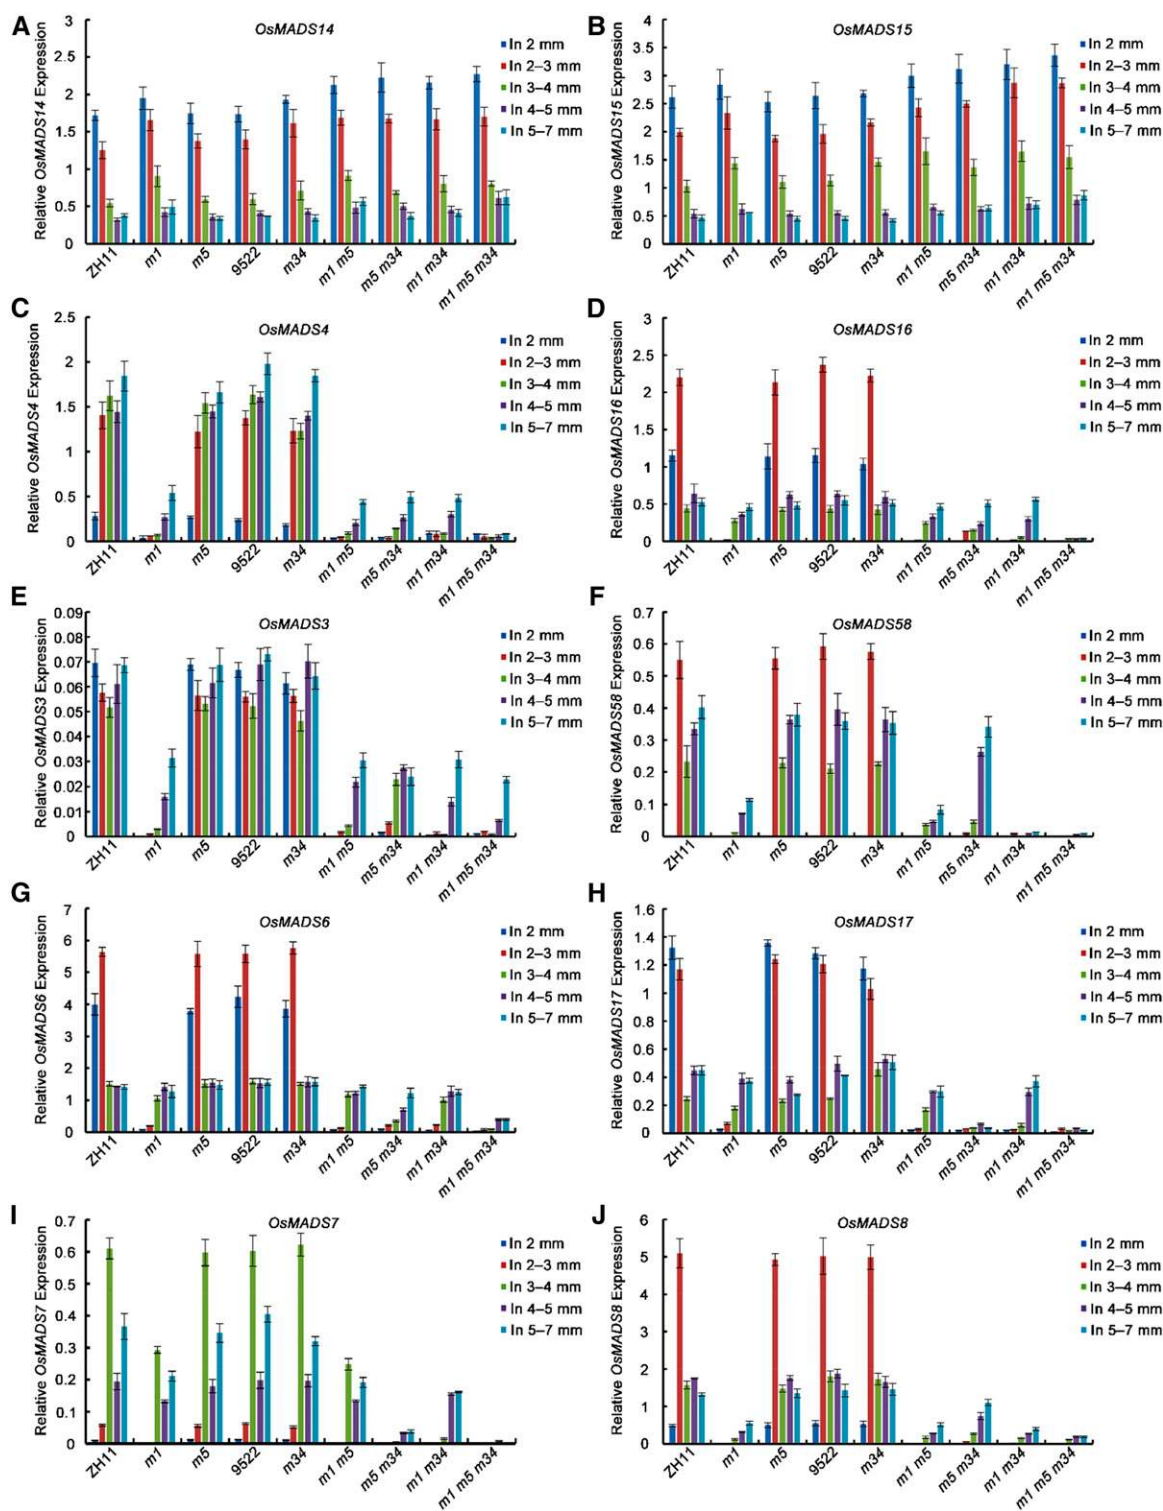 A
OsMADS14
Relative OsMADS14 Expression
3
2.5
2
1.5
1
0.5
0
ZH11
m1
m5
9522
m34
m1 m5
m5 m34
m1 m34
m1 m5 m34
In 2 mm
In 2–3 mm
In 3–4 mm
In 4–5 mm
In 5–7 mm
B
OsMADS15
Relative OsMADS15 Expression
4
3.5
3
2.5
2
1.5
1
0.5
0
ZH11
m1
m5
9522
m34
m1 m5
m5 m34
m1 m34
m1 m5 m34
In 2 mm
In 2–3 mm
In 3–4 mm
In 4–5 mm
In 5–7 mm
C
OsMADS4
Relative OsMADS4 Expression
2.5
2
1.5
1
0.5
0
ZH11
m1
m5
9522
m34
m1 m5
m5 m34
m1 m34
m1 m5 m34
In 2 mm
In 2–3 mm
In 3–4 mm
In 4–5 mm
In 5–7 mm
D
OsMADS16
Relative OsMADS16 Expression
3
2.5
2
1.5
1
0.5
0
ZH11
m1
m5
9522
m34
m1 m5
m5 m34
m1 m34
m1 m5 m34
In 2 mm
In 2–3 mm
In 3–4 mm
In 4–5 mm
In 5–7 mm
E
OsMADS3
Relative OsMADS3 Expression
0.09
0.08
0.07
0.06
0.05
0.04
0.03
0.02
0.01
0
ZH11
m1
m5
9522
m34
m1 m5
m5 m34
m1 m34
m1 m5 m34
In 2 mm
In 2–3 mm
In 3–4 mm
In 4–5 mm
In 5–7 mm
F
OsMADS58
Relative OsMADS58 Expression
0.7
0.6
0.5
0.4
0.3
0.2
0.1
0
ZH11
m1
m5
9522
m34
m1 m5
m5 m34
m1 m34
m1 m5 m34
In 2 mm
In 2–3 mm
In 3–4 mm
In 4–5 mm
In 5–7 mm
G
OsMADS6
Relative OsMADS6 Expression
7
6
5
4
3
2
1
0
ZH11
m1
m5
9522
m34
m1 m5
m5 m34
m1 m34
m1 m5 m34
In 2 mm
In 2–3 mm
In 3–4 mm
In 4–5 mm
In 5–7 mm
H
OsMADS17
Relative OsMADS17 Expression
1.6
1.4
1.2
1
0.8
0.6
0.4
0.2
0
ZH11
m1
m5
9522
m34
m1 m5
m5 m34
m1 m34
m1 m5 m34
In 2 mm
In 2–3 mm
In 3–4 mm
In 4–5 mm
In 5–7 mm
I
OsMADS7
Relative OsMADS7 Expression
0.7
0.6
0.5
0.4
0.3
0.2
0.1
0
ZH11
m1
m5
9522
m34
m1 m5
m5 m34
m1 m34
m1 m5 m34
In 2 mm
In 2–3 mm
In 3–4 mm
In 4–5 mm
In 5–7 mm
J
OsMADS8
Relative OsMADS8 Expression
6
5
4
3
2
1
0
ZH11
m1
m5
9522
m34
m1 m5
m5 m34
m1 m34
m1 m5 m34
In 2 mm
In 2–3 mm
In 3–4 mm
In 4–5 mm
In 5–7 mm